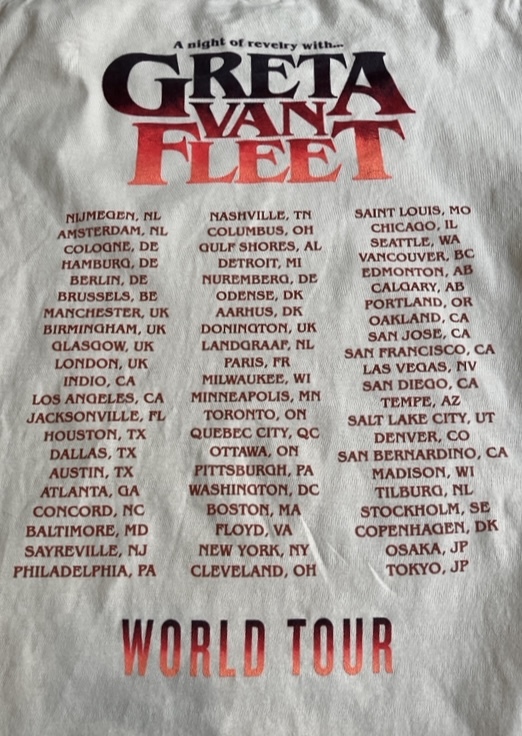 A night of revelry with...
GRETA
VAN
FLEET
NIJMEGEN, NL
AMSTERDAM, NL
COLOGNE, DE
HAMBURG, DE
BERLIN, DE
BRUSSELS, BE
MANCHESTER, UK
BIRMINGHAM, UK
GLASGOW, UK
LONDON, UK
INDIO, CA
LOS ANGELES, CA
JACKSONVILLE, FL
HOUSTON, TX
DALLAS, TX
AUSTIN, TX
ATLANTA, GA
CONCORD, NC
BALTIMORE, MD
SAYREVILLE, NJ
PHILADELPHIA, PA
NASHVILLE, TN
COLUMBUS, OH
GULF SHORES, AL
DETROIT, MI
NUREMBERG, DE
ODENSE, DK
AARHUS, DK
DONINGTON, UK
LANDGRAAF, NL
PARIS, FR
MILWAUKEE, WI
MINNEAPOLIS, MN
TORONTO, ON
QUEBEC CITY, QC
OTTAWA, ON
PITTSBURGH, PA
WASHINGTON, DC
BOSTON, MA
FLOYD, VA
NEW YORK, NY
CLEVELAND, OH
SAINT LOUIS, MO
CHICAGO, IL
SEATTLE, WA
VANCOUVER, BC
EDMONTON, AB
CALGARY, AB
PORTLAND, OR
OAKLAND, CA
SAN JOSE, CA
SAN FRANCISCO, CA
LAS VEGAS, NV
SAN DIEGO, CA
TEMPE, AZ
SALT LAKE CITY, UT
DENVER, CO
SAN BERNARDINO, CA
MADISON, WI
TILBURG, NL
STOCKHOLM, SE
COPENHAGEN, DK
OSAKA, JP
TOKYO, JP
WORLD TOUR